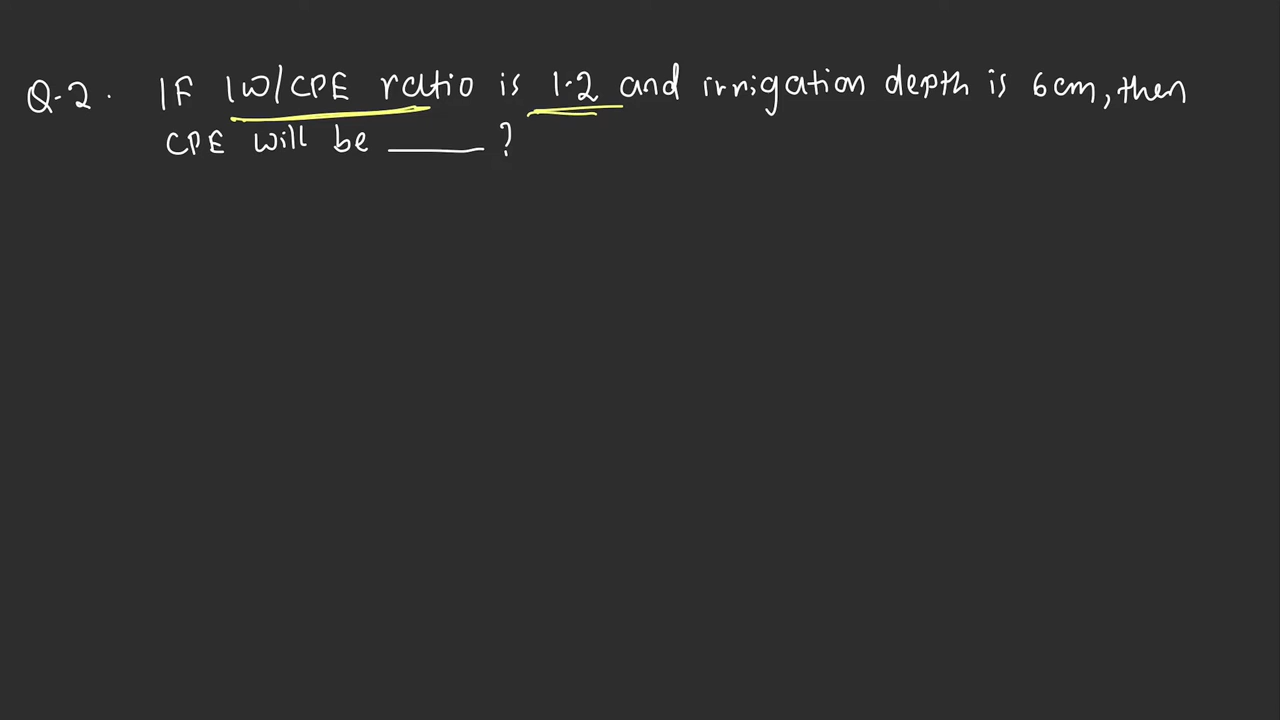 Q-2. IF IW/CPE ratio is 1.2 and irrigation depth is 6cm, then
CPE will be _____ ?